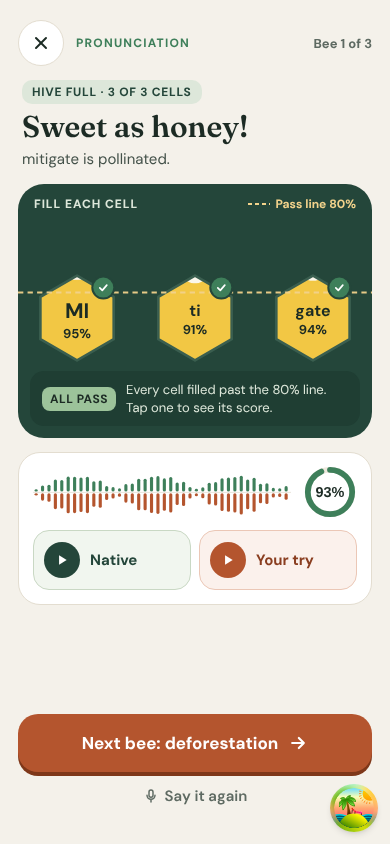 PRONUNCIATION
Bee 1 of 3
HIVE FULL · 3 OF 3 CELLS
Sweet as honey!
mitigate is pollinated.
FILL EACH CELL
Pass line 80%
MI
95%
ti
91%
gate
94%
ALL PASS
Every cell filled past the 80% line.
Tap one to see its score.
93%
Native
Your try
Next bee: deforestation →
Say it again